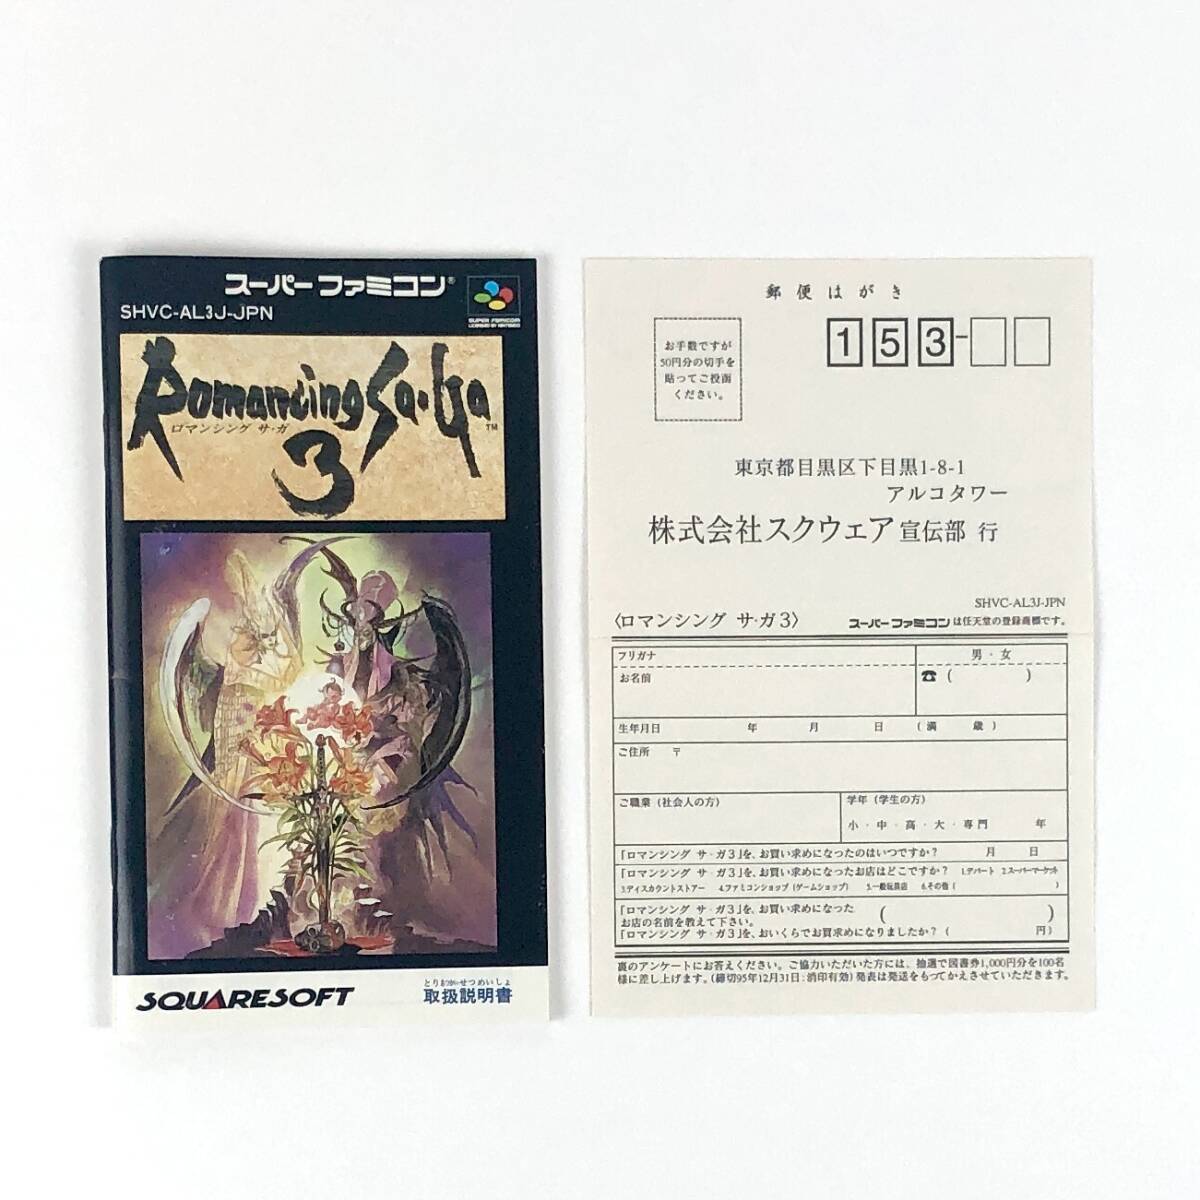 スーパーファミコン®
SHVC-AL3J-JPN
SUPER FAMICOM
LICENSED BY NINTENDO
Romancing Sa・Ga
ロマンシング サ・ガ
TM
3
SQUARESOFT
とりあつかいせつめいしょ
取扱説明書
郵便はがき
お手数ですが
50円分の切手を
貼ってご投函
ください。
153-
東京都目黒区下目黒1-8-1
アルコタワー
株式会社スクウェア 宣伝部 行
SHVC-AL3J-JPN
〈ロマンシング サ・ガ3〉 スーパーファミコンは任天堂の登録商標です。
フリガナ 男・女
お名前 ☎( )
生年月日 年 月 日 (満 歳)
ご住所 〒
ご職業(社会人の方) 学年(学生の方)
小・中・高・大・専門 年
「ロマンシング サ・ガ3」を、お買い求めになったのはいつですか? 月 日
「ロマンシング サ・ガ3」を、お買い求めになったお店はどこですか? 1.デパート 2.スーパーマーケット
3.ディスカウントストアー 4.ファミコンショップ(ゲームショップ) 5.一般玩具店 6.その他( )
「ロマンシング サ・ガ3」を、お買い求めになった ( )
お店の名前を教えて下さい。
「ロマンシング サ・ガ3」を、おいくらでお買求めになりましたか? ( 円)
裏のアンケートにお答えください。ご協力いただいた方には、抽選で図書券1,000円分を100名
様に差し上げます。(締切95年12月31日:消印有効)発表は発送をもってかえさせていただきます。